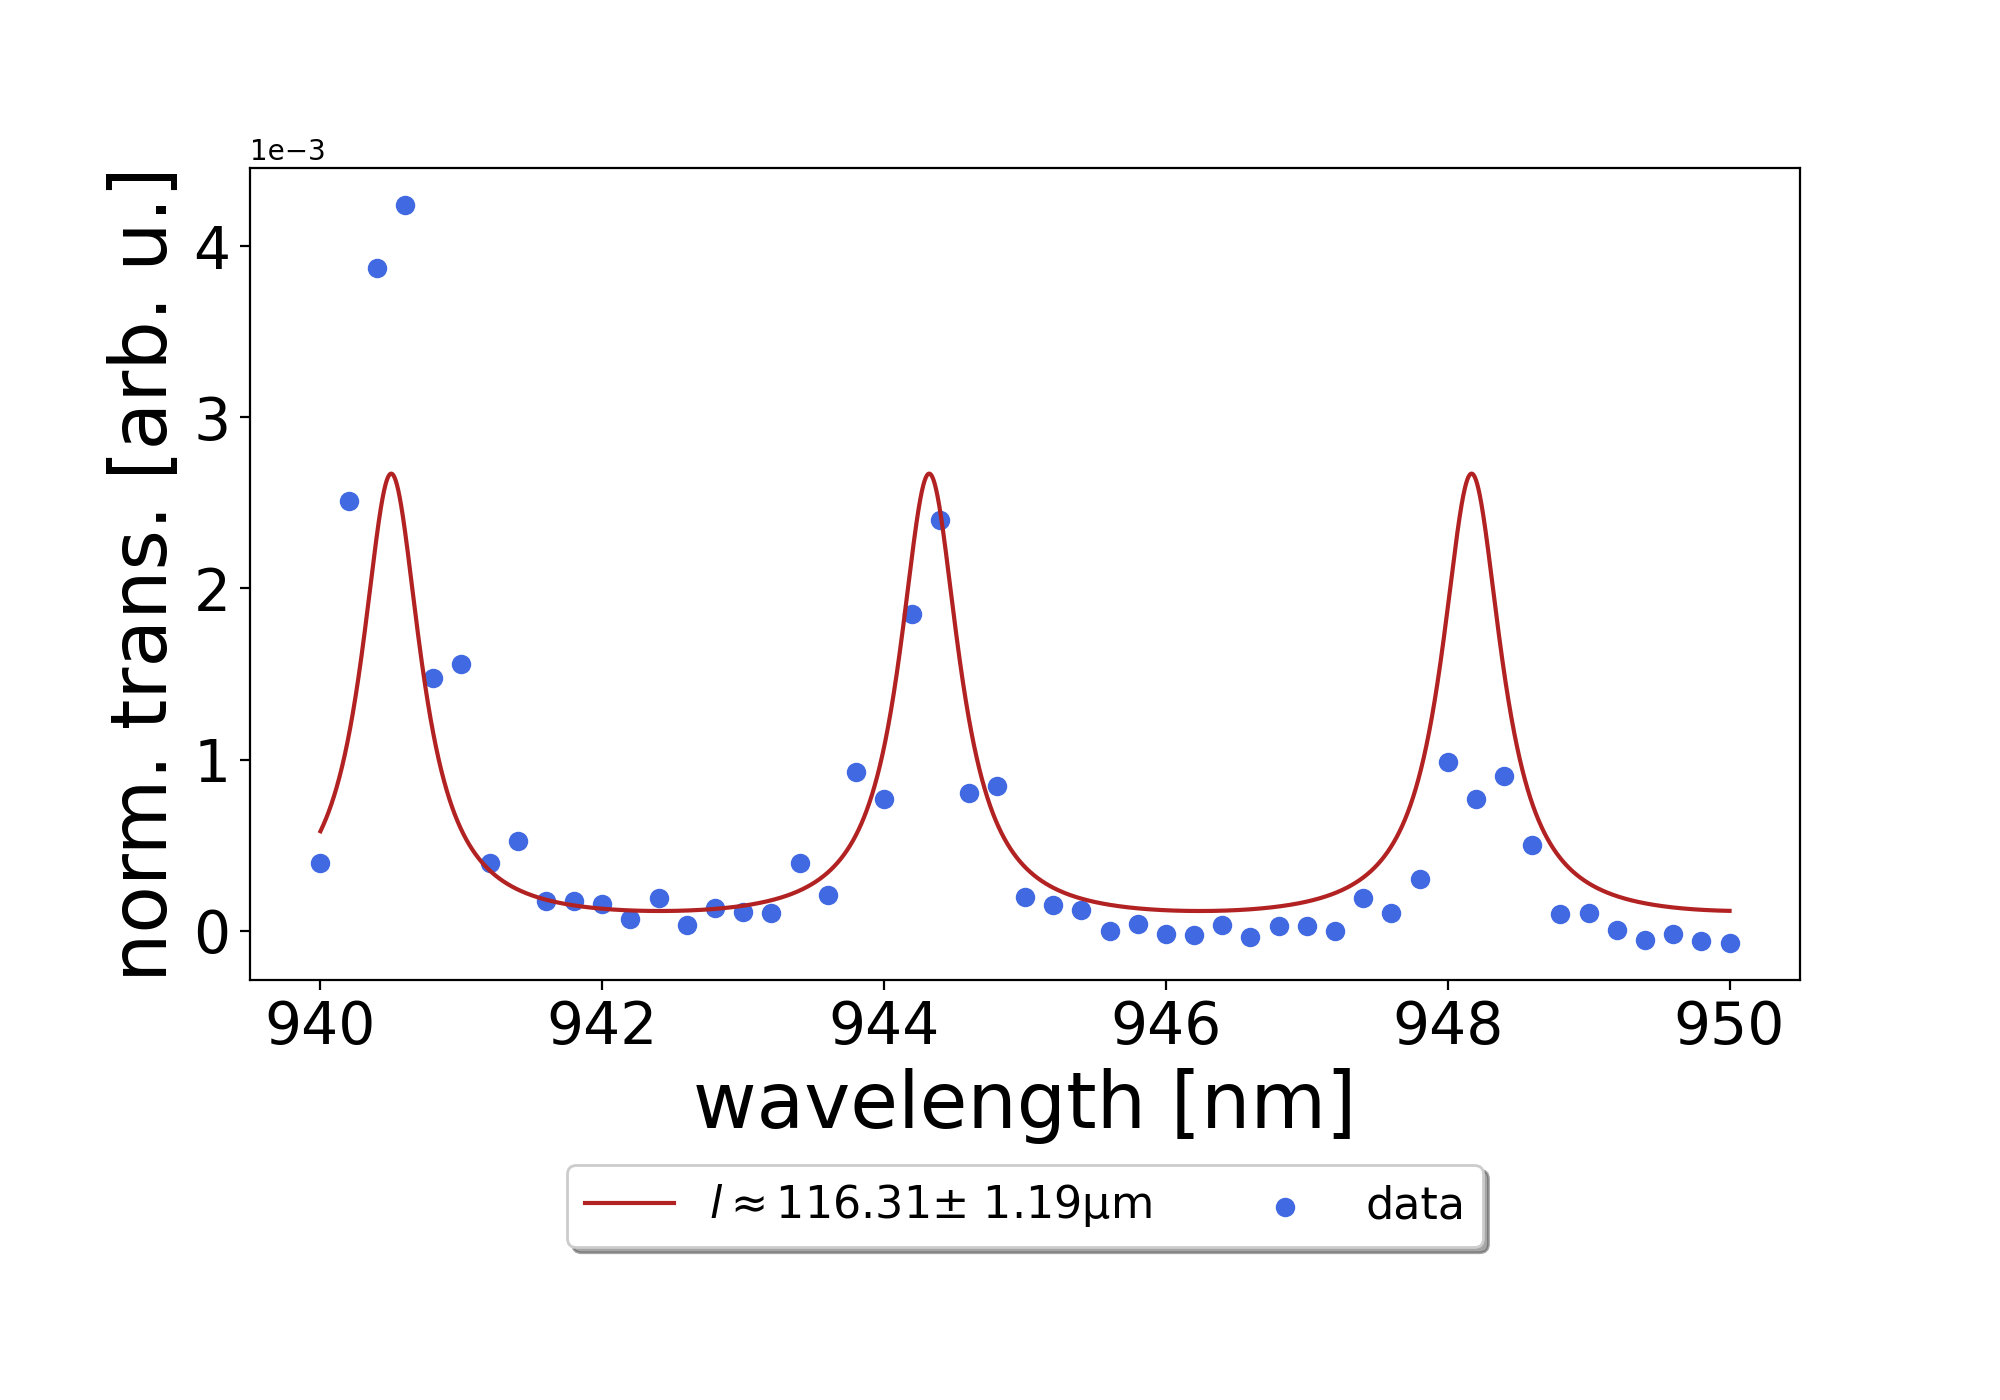 1e−3
norm. trans. [arb. u.]
4
3
2
1
0
940 942 944 946 948 950
wavelength [nm]
l ≈ 116.31± 1.19µm data